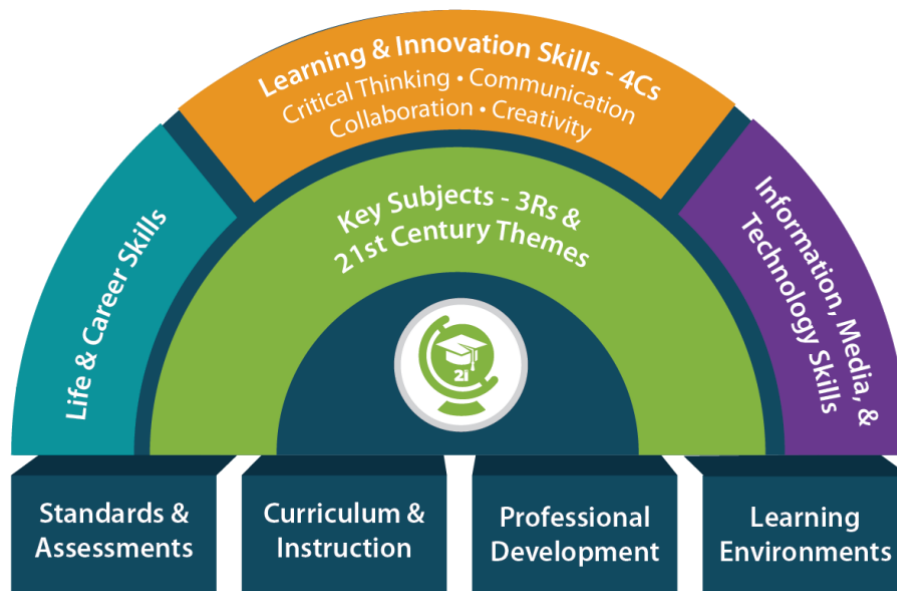 Learning & Innovation Skills - 4Cs
Critical Thinking • Communication
Collaboration • Creativity
Life & Career Skills
Key Subjects - 3Rs &
21st Century Themes
Information, Media, &
Technology Skills
2i
Standards &
Assessments
Curriculum &
Instruction
Professional
Development
Learning
Environments